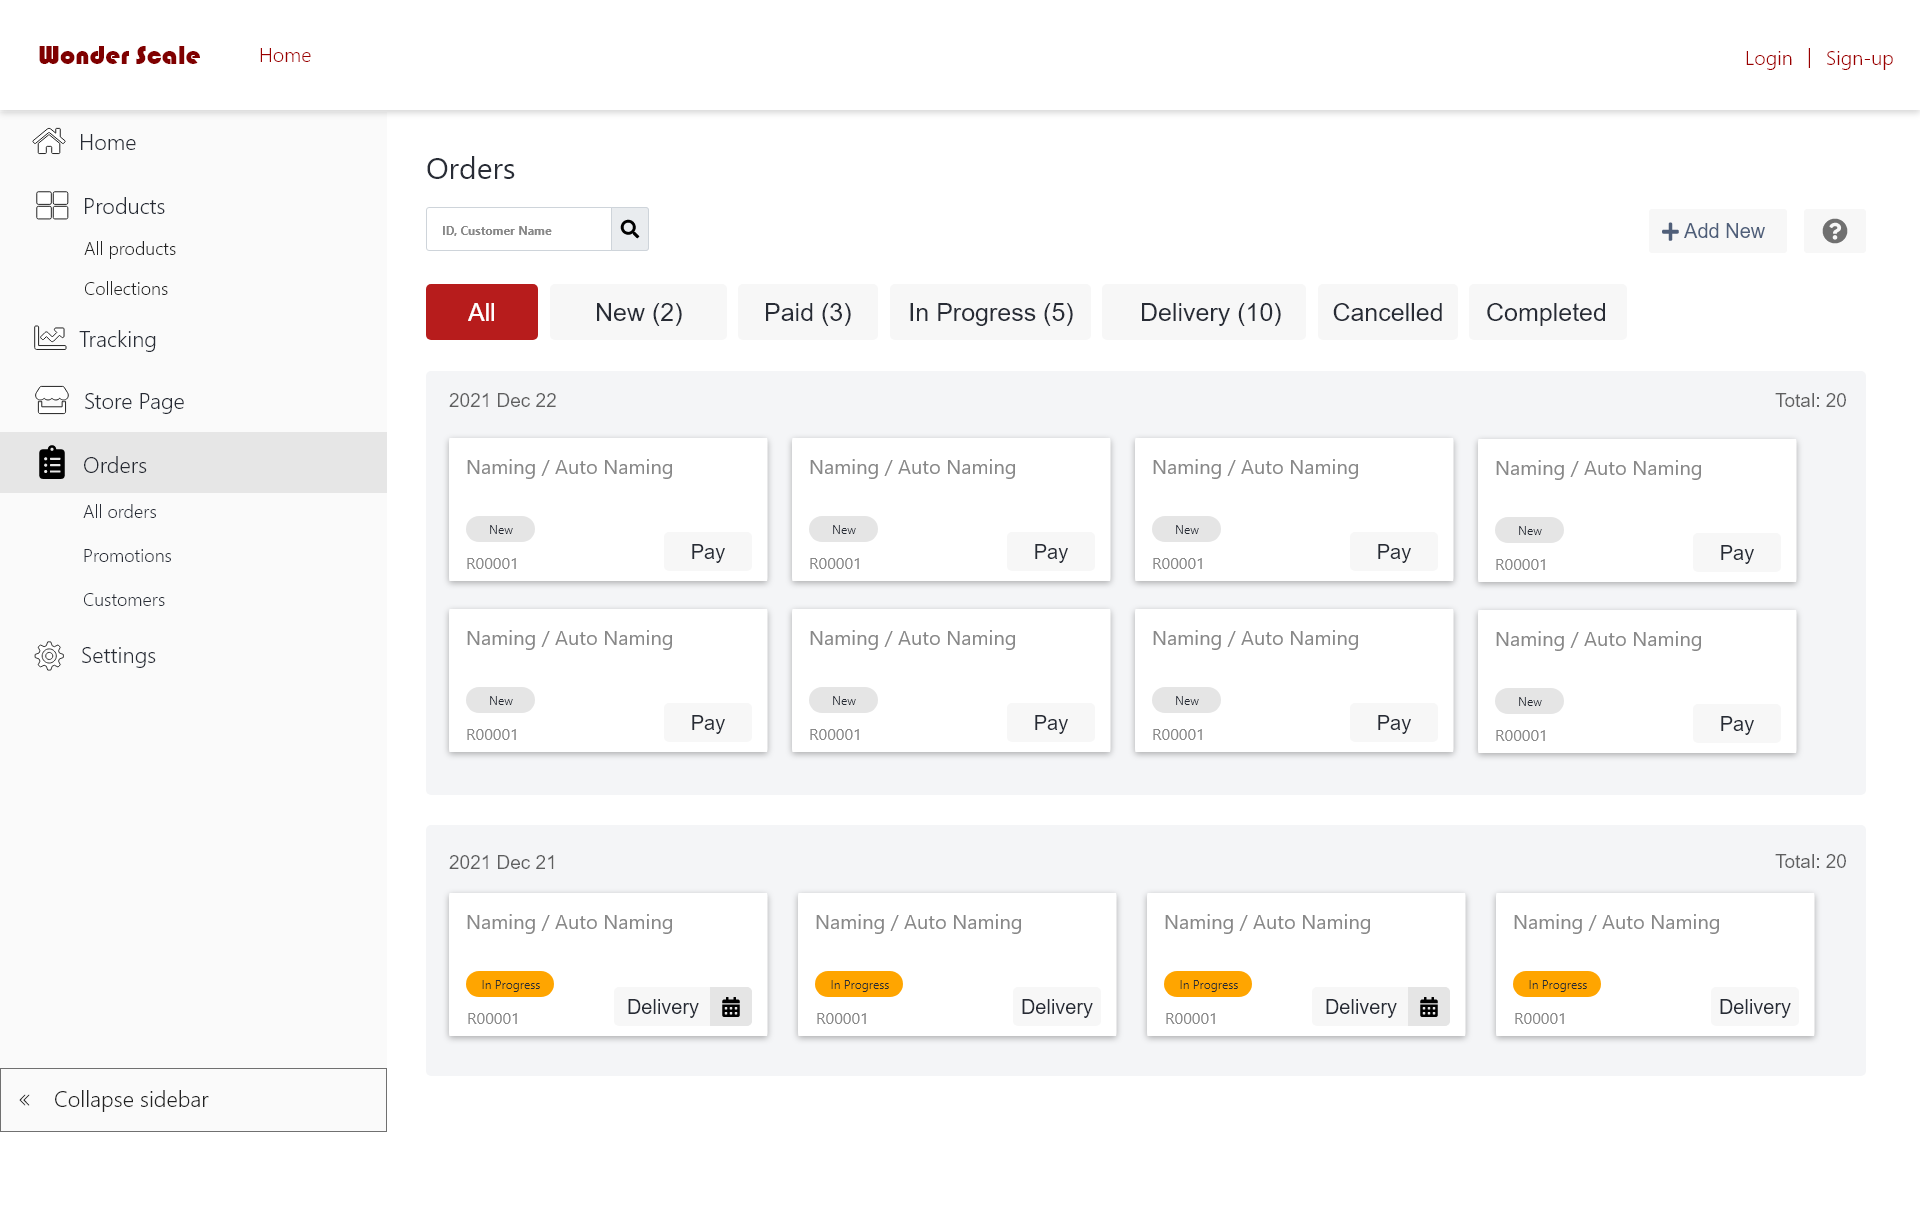 Wonder Scale
Home
Login | Sign-up
Home
Products
All products
Collections
Tracking
Store Page
Orders
All orders
Promotions
Customers
Settings
« Collapse sidebar
Orders
ID, Customer Name
Add New
All
New (2)
Paid (3)
In Progress (5)
Delivery (10)
Cancelled
Completed
2021 Dec 22
Total: 20
Naming / Auto Naming
New
R00001
Pay
Naming / Auto Naming
New
R00001
Pay
Naming / Auto Naming
New
R00001
Pay
Naming / Auto Naming
New
R00001
Pay
Naming / Auto Naming
New
R00001
Pay
Naming / Auto Naming
New
R00001
Pay
Naming / Auto Naming
New
R00001
Pay
Naming / Auto Naming
New
R00001
Pay
2021 Dec 21
Total: 20
Naming / Auto Naming
In Progress
R00001
Delivery
Naming / Auto Naming
In Progress
R00001
Delivery
Naming / Auto Naming
In Progress
R00001
Delivery
Naming / Auto Naming
In Progress
R00001
Delivery